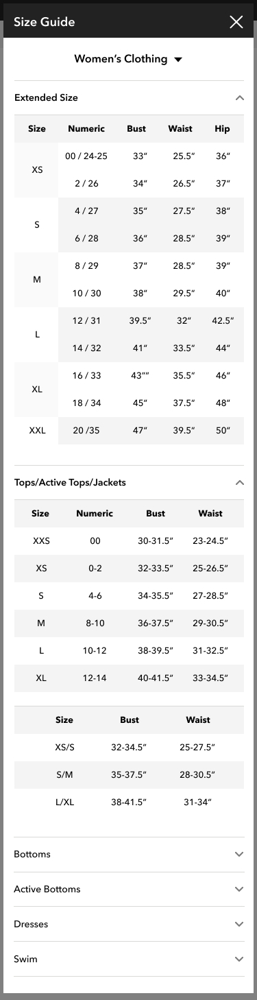 Size Guide
Women's Clothing
Extended Size
Size Numeric Bust Waist Hip
XS
00 / 24-25 33" 25.5" 36"
2 / 26 34" 26.5" 37"
S
4 / 27 35" 27.5" 38"
6 / 28 36" 28.5" 39"
M
8 / 29 37" 28.5" 39"
10 / 30 38" 29.5" 40"
L
12 / 31 39.5" 32" 42.5"
14 / 32 41" 33.5" 44"
XL
16 / 33 43"" 35.5" 46"
18 / 34 45" 37.5" 48"
XXL 20 /35 47" 39.5" 50"
Tops/Active Tops/Jackets
Size Numeric Bust Waist
XXS 00 30-31.5" 23-24.5"
XS 0-2 32-33.5" 25-26.5"
S 4-6 34-35.5" 27-28.5"
M 8-10 36-37.5" 29-30.5"
L 10-12 38-39.5" 31-32.5"
XL 12-14 40-41.5" 33-34.5"
Size Bust Waist
XS/S 32-34.5" 25-27.5"
S/M 35-37.5" 28-30.5"
L/XL 38-41.5" 31-34"
Bottoms
Active Bottoms
Dresses
Swim